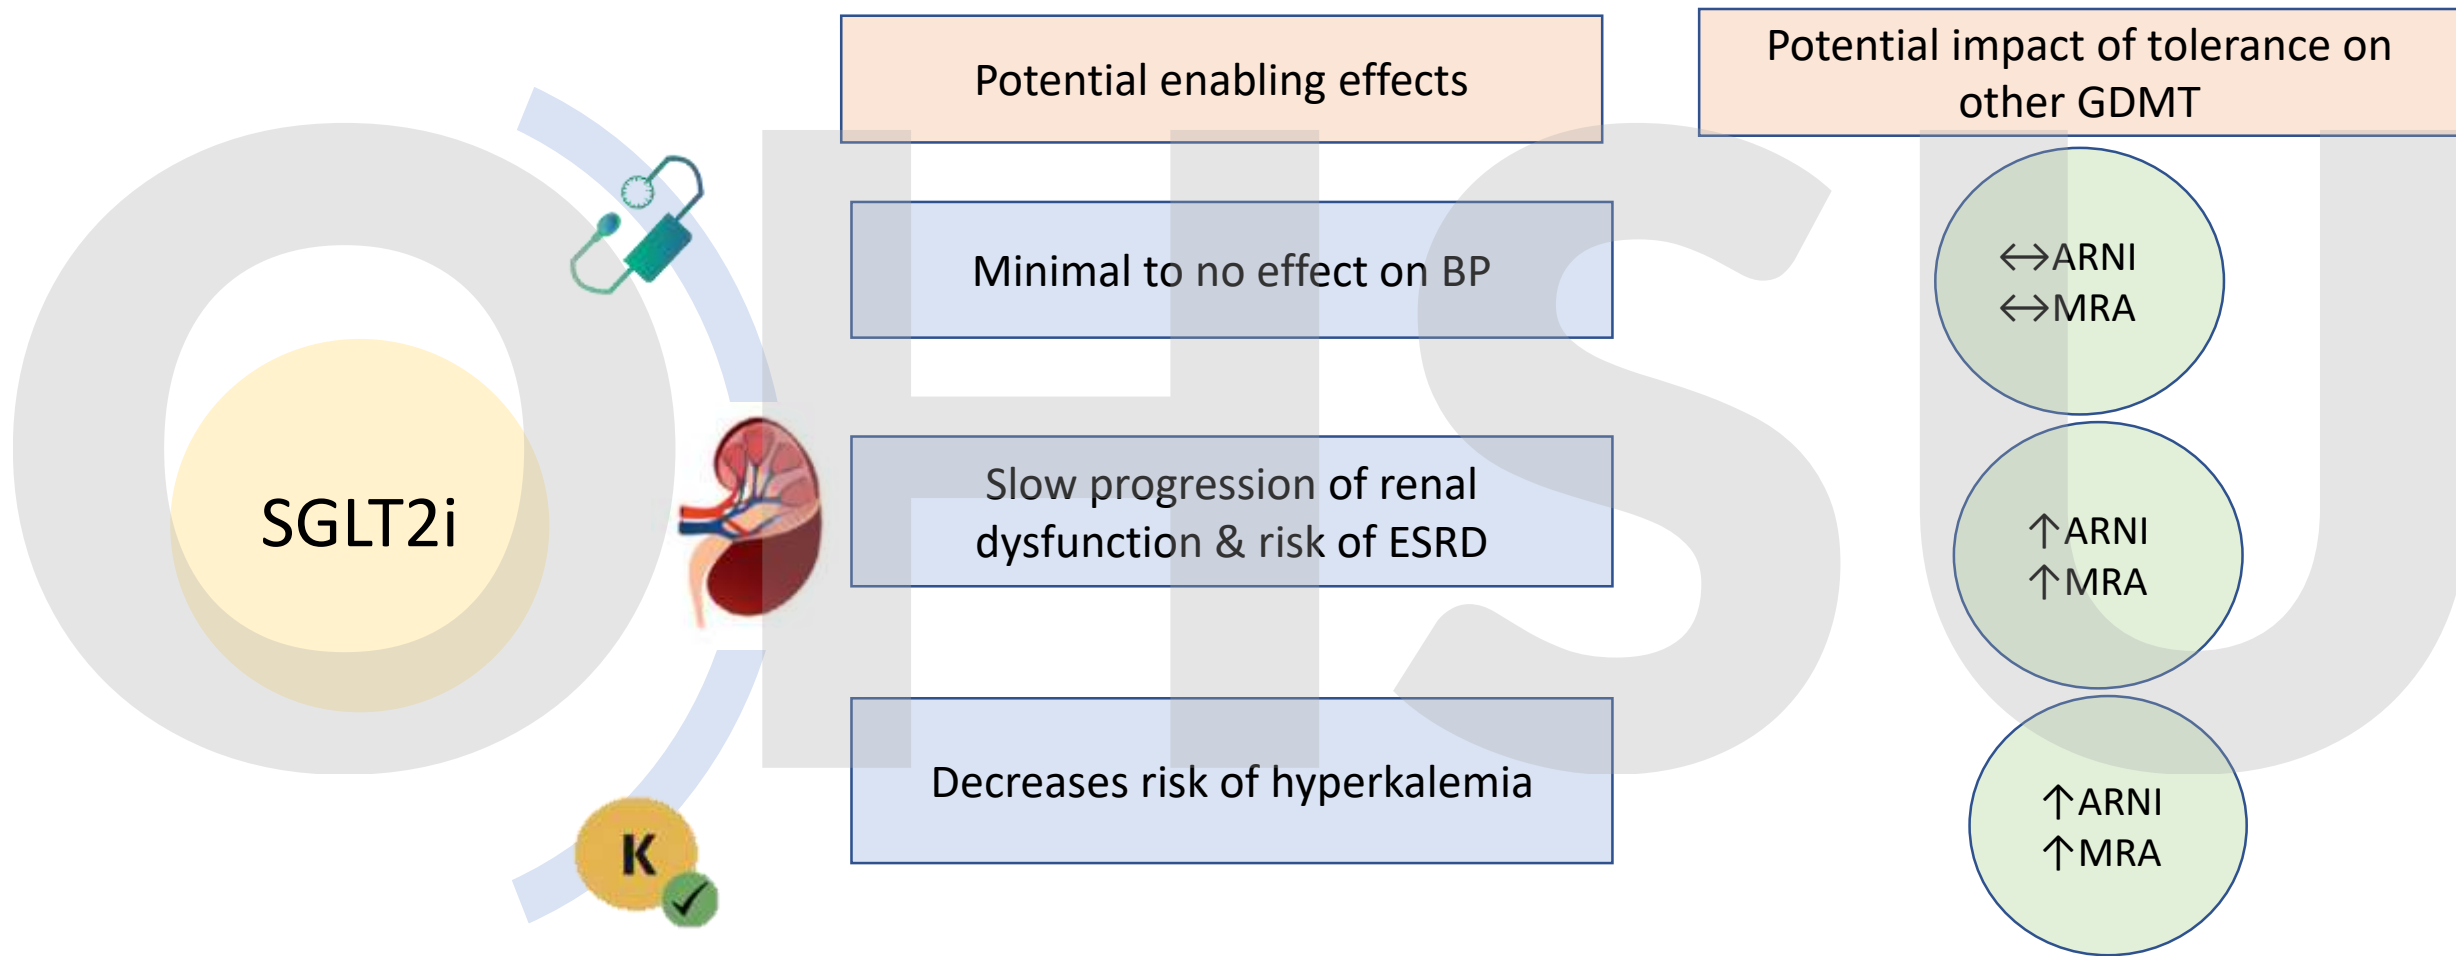 Potential enabling effects
Potential impact of tolerance on
other GDMT
SGLT2i
Minimal to no effect on BP
↔ARNI
↔MRA
Slow progression of renal
dysfunction & risk of ESRD
↑ARNI
↑MRA
K
Decreases risk of hyperkalemia
↑ARNI
↑MRA
OHSU